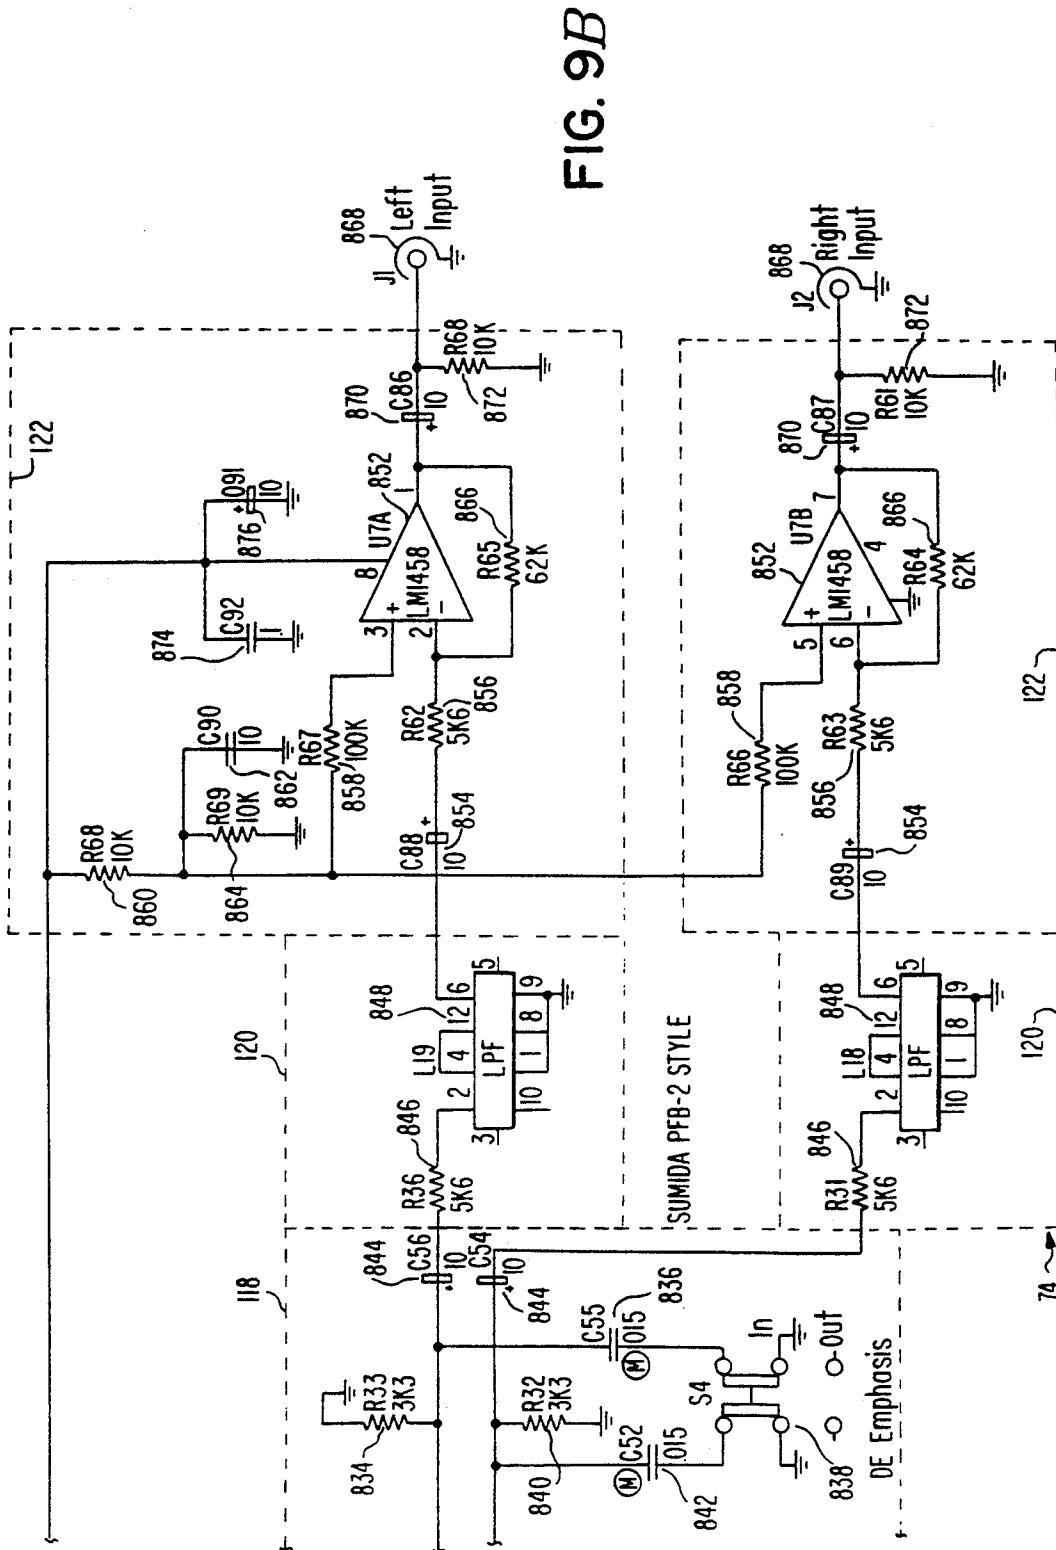 FIG. 9B
122
R68
10K
860
R69
10K
864
C90
10
862
874
C92
.1
876
091
10
+
R67
100K
858
3
2
+
-
LM1458
8
U7A
852
1
R62
5K6
856
R65
62K
866
870
C86
10
+
R68
10K
872
J1
868
Left
Input
C88
10
+
854
120
L19
848
2
4
12
6
3
LPF
5
10
1
8
9
R36
5K6
846
SUMIDA PFB-2 STYLE
118
844
C56
10
+
C54
10
+
844
R33
3K3
834
R32
3K3
840
C55
.015
M
836
C52
.015
M
842
S4
In
Out
838
DE Emphasis
74
R31
5K6
846
L18
848
2
4
12
6
3
LPF
5
10
1
8
9
120
C89
10
+
854
R66
100K
858
R63
5K6
856
5
6
+
-
LM1458
852
U7B
7
4
R64
62K
866
870
C87
10
+
R61
10K
872
J2
868
Right
Input
122